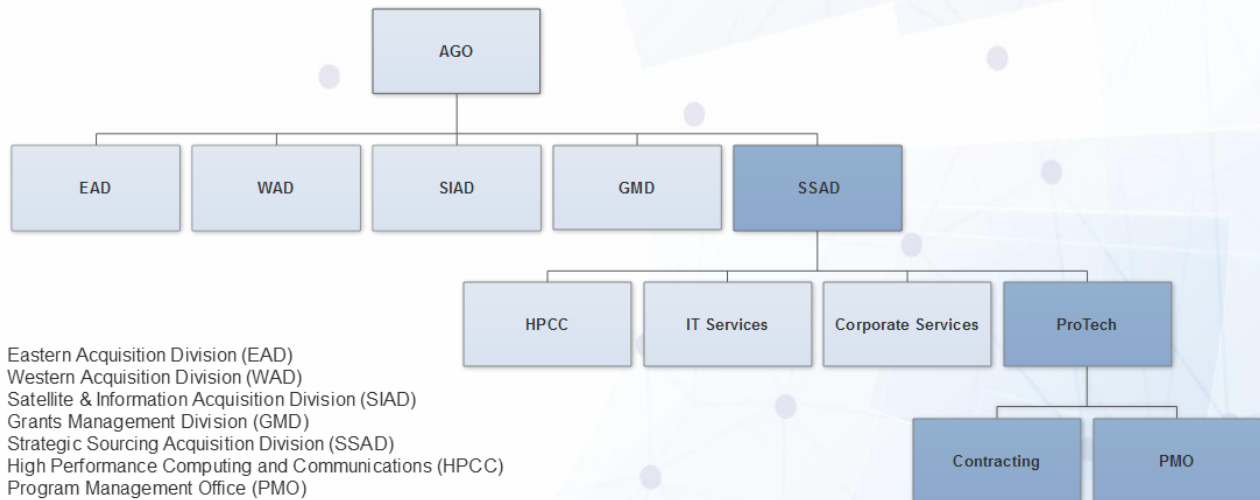 AGO
EAD
WAD
SIAD
GMD
SSAD
HPCC
IT Services
Corporate Services
ProTech
Contracting
PMO
Eastern Acquisition Division (EAD)
Western Acquisition Division (WAD)
Satellite & Information Acquisition Division (SIAD)
Grants Management Division (GMD)
Strategic Sourcing Acquisition Division (SSAD)
High Performance Computing and Communications (HPCC)
Program Management Office (PMO)